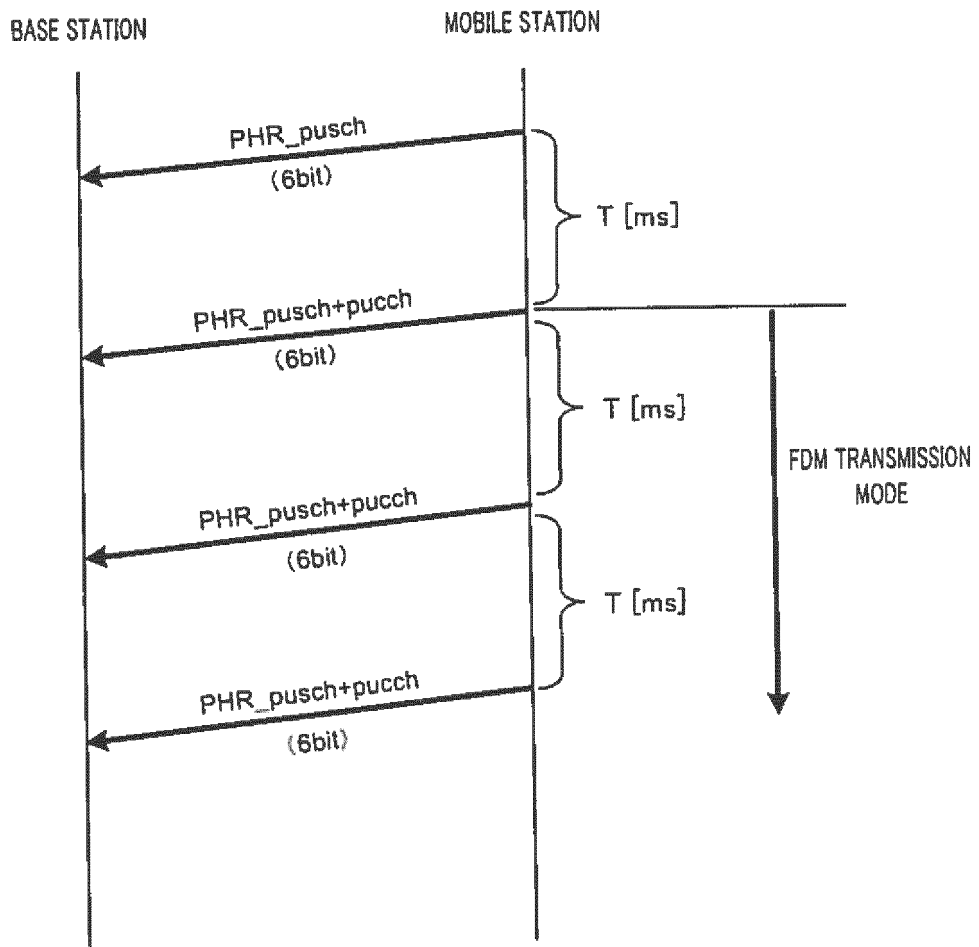 BASE STATION
MOBILE STATION
PHR_pusch
(6bit)
T [ms]
PHR_pusch+pucch
(6bit)
T [ms]
FDM TRANSMISSION
MODE
PHR_pusch+pucch
(6bit)
T [ms]
PHR_pusch+pucch
(6bit)